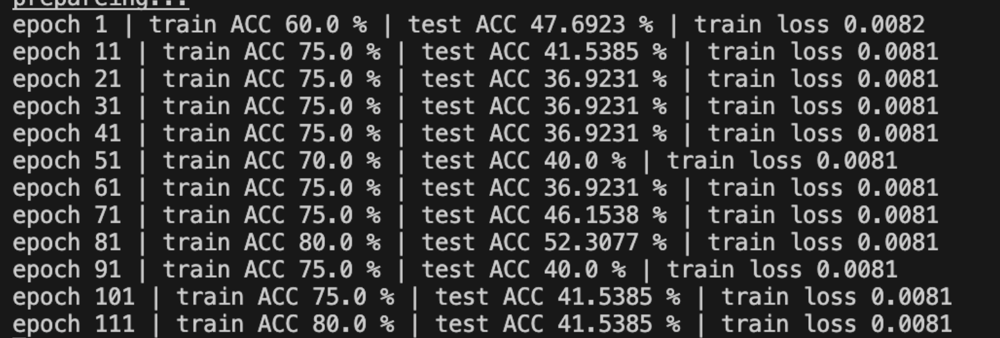 preparcing...
epoch 1 | train ACC 60.0 % | test ACC 47.6923 % | train loss 0.0082
epoch 11 | train ACC 75.0 % | test ACC 41.5385 % | train loss 0.0081
epoch 21 | train ACC 75.0 % | test ACC 36.9231 % | train loss 0.0081
epoch 31 | train ACC 75.0 % | test ACC 36.9231 % | train loss 0.0081
epoch 41 | train ACC 75.0 % | test ACC 36.9231 % | train loss 0.0081
epoch 51 | train ACC 70.0 % | test ACC 40.0 % | train loss 0.0081
epoch 61 | train ACC 75.0 % | test ACC 36.9231 % | train loss 0.0081
epoch 71 | train ACC 75.0 % | test ACC 46.1538 % | train loss 0.0081
epoch 81 | train ACC 80.0 % | test ACC 52.3077 % | train loss 0.0081
epoch 91 | train ACC 75.0 % | test ACC 40.0 % | train loss 0.0081
epoch 101 | train ACC 75.0 % | test ACC 41.5385 % | train loss 0.0081
epoch 111 | train ACC 80.0 % | test ACC 41.5385 % | train loss 0.0081